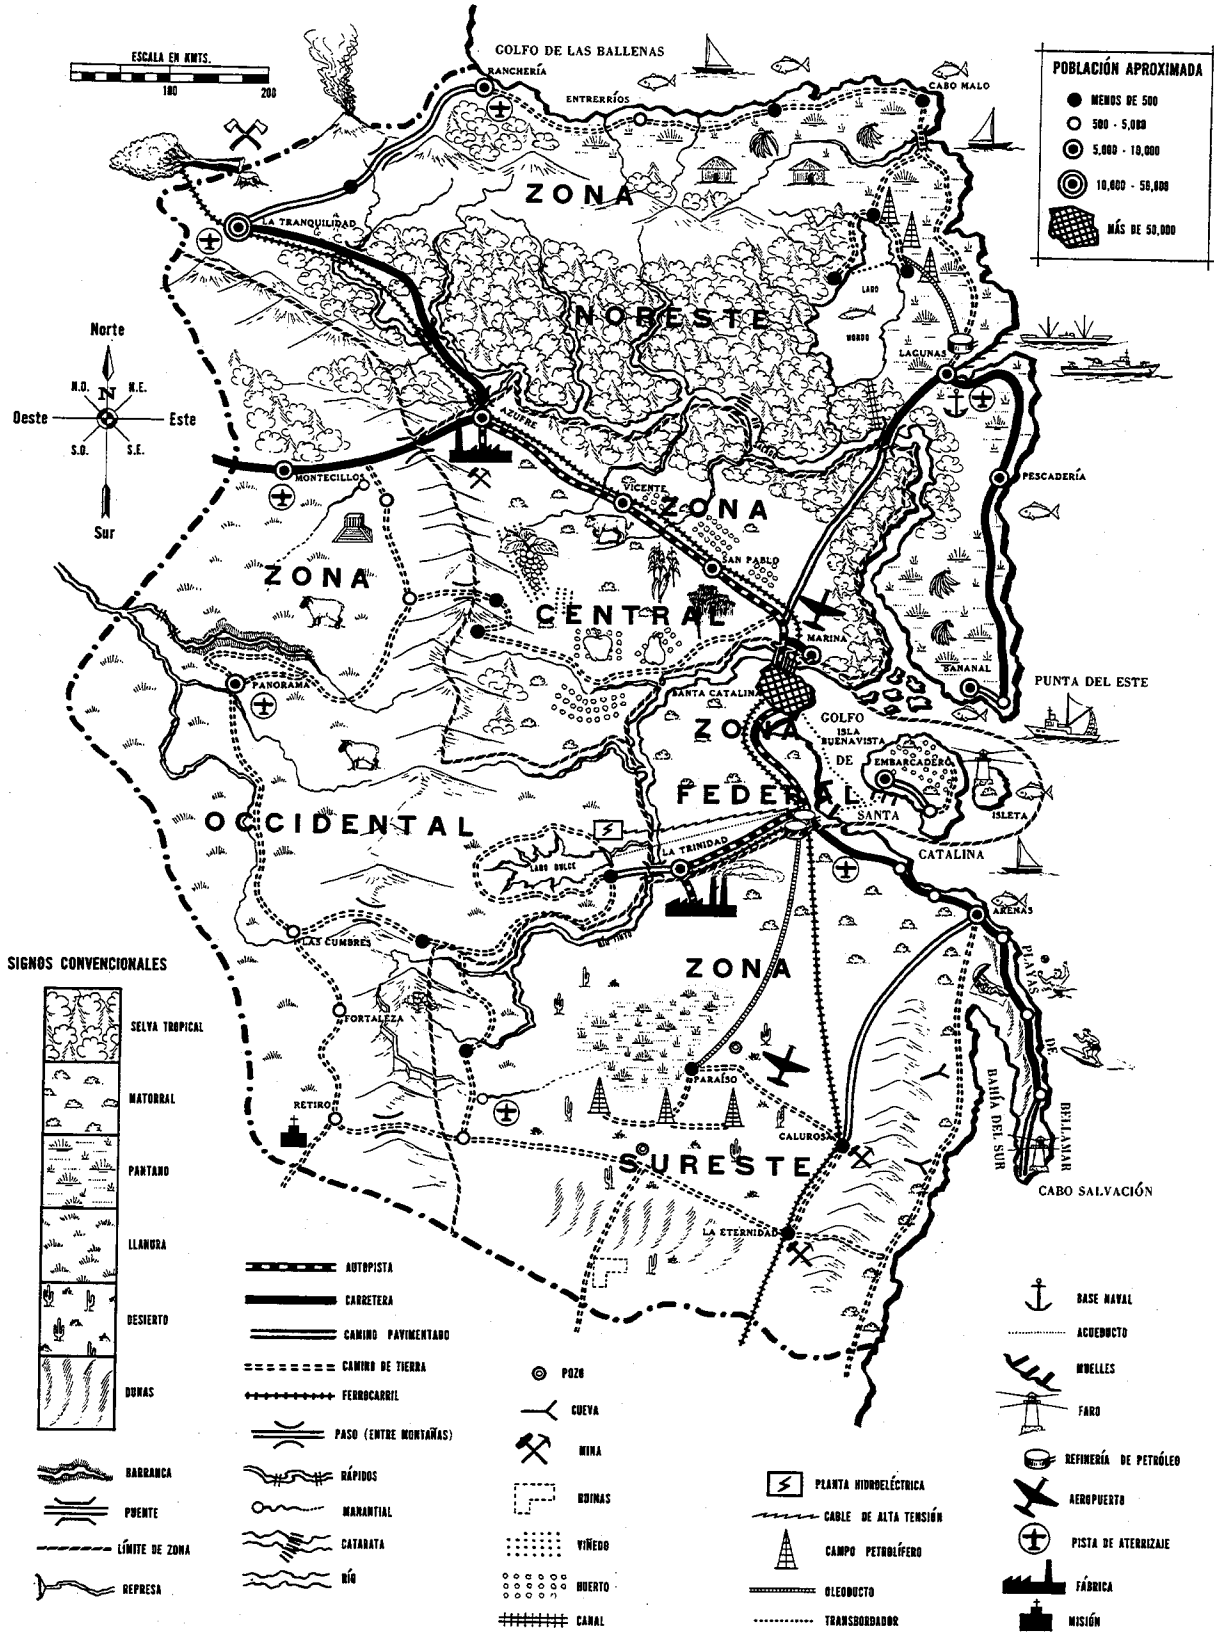 ESCALA EN KMTS.
100 200
GOLFO DE LAS BALLENAS
RANCHERÍA
ENTRERRÍOS
CABO MALO
POBLACIÓN APROXIMADA
MENOS DE 500
500 - 5,000
5,000 - 10,000
10,000 - 50,000
MÁS DE 50,000
ZONA
NORESTE
LA TRANQUILIDAD
LAGO
LAGUNAS
Norte
N.O. N N.E.
Oeste Este
S.O. S.E.
Sur
AZUFRE
MONTECILLOS
PESCADERÍA
VICENTE
ZONA
CENTRAL
SAN PABLO
ZONA
OCCIDENTAL
MARINA
BANANAL
PANORAMA
SANTA CATALINA
PUNTA DEL ESTE
ZONA
FEDERAL
GOLFO
ISLA
BUENAVISTA
DE
EMBARCADERO
SANTA
ISLETA
CATALINA
LA TRINIDAD
LAGO DULCE
ARENAS
RÍO TINTO
LAS CUMBRES
ZONA
SURESTE
PLAYAS
DE
BELLAMAR
FORTALEZA
PARAÍSO
BAHÍA DEL SUR
RETIRO
CALUROSA
CABO SALVACIÓN
LA ETERNIDAD
SIGNOS CONVENCIONALES
SELVA TROPICAL
MATORRAL
PANTANO
LLANURA
DESIERTO
DUNAS
BARRANCA
PUENTE
LÍMITE DE ZONA
REPRESA
AUTOPISTA
CARRETERA
CAMINO PAVIMENTADO
CAMINO DE TIERRA
FERROCARRIL
PASO (ENTRE MONTAÑAS)
RÁPIDOS
MANANTIAL
CATARATA
RÍO
POZO
CUEVA
MINA
RUINAS
VIÑEDO
HUERTO
CANAL
PLANTA HIDROELÉCTRICA
CABLE DE ALTA TENSIÓN
CAMPO PETROLÍFERO
OLEODUCTO
TRANSBORDADOR
BASE NAVAL
ACUEDUCTO
MUELLES
FARO
REFINERÍA DE PETRÓLEO
AEROPUERTO
PISTA DE ATERRIZAJE
FÁBRICA
MISIÓN